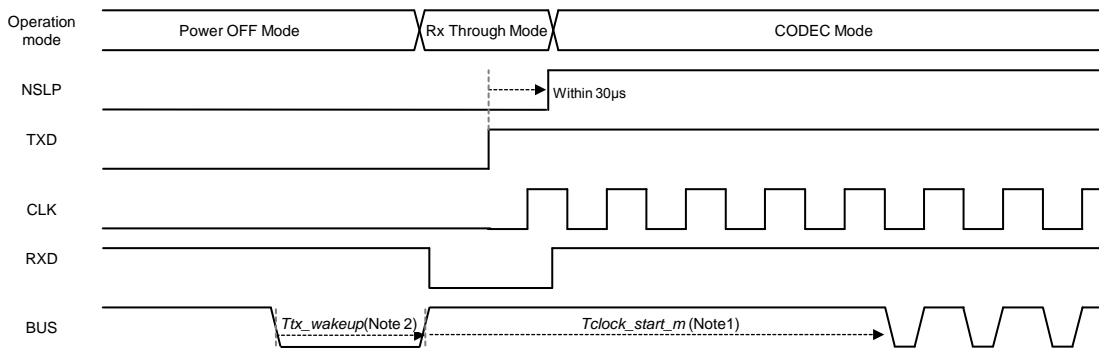 Operation
mode
Power OFF Mode
Rx Through Mode
CODEC Mode
NSLP
Within 30μs
TXD
CLK
RXD
BUS
Ttx_wakeup(Note 2)
Tclock_start_m (Note1)